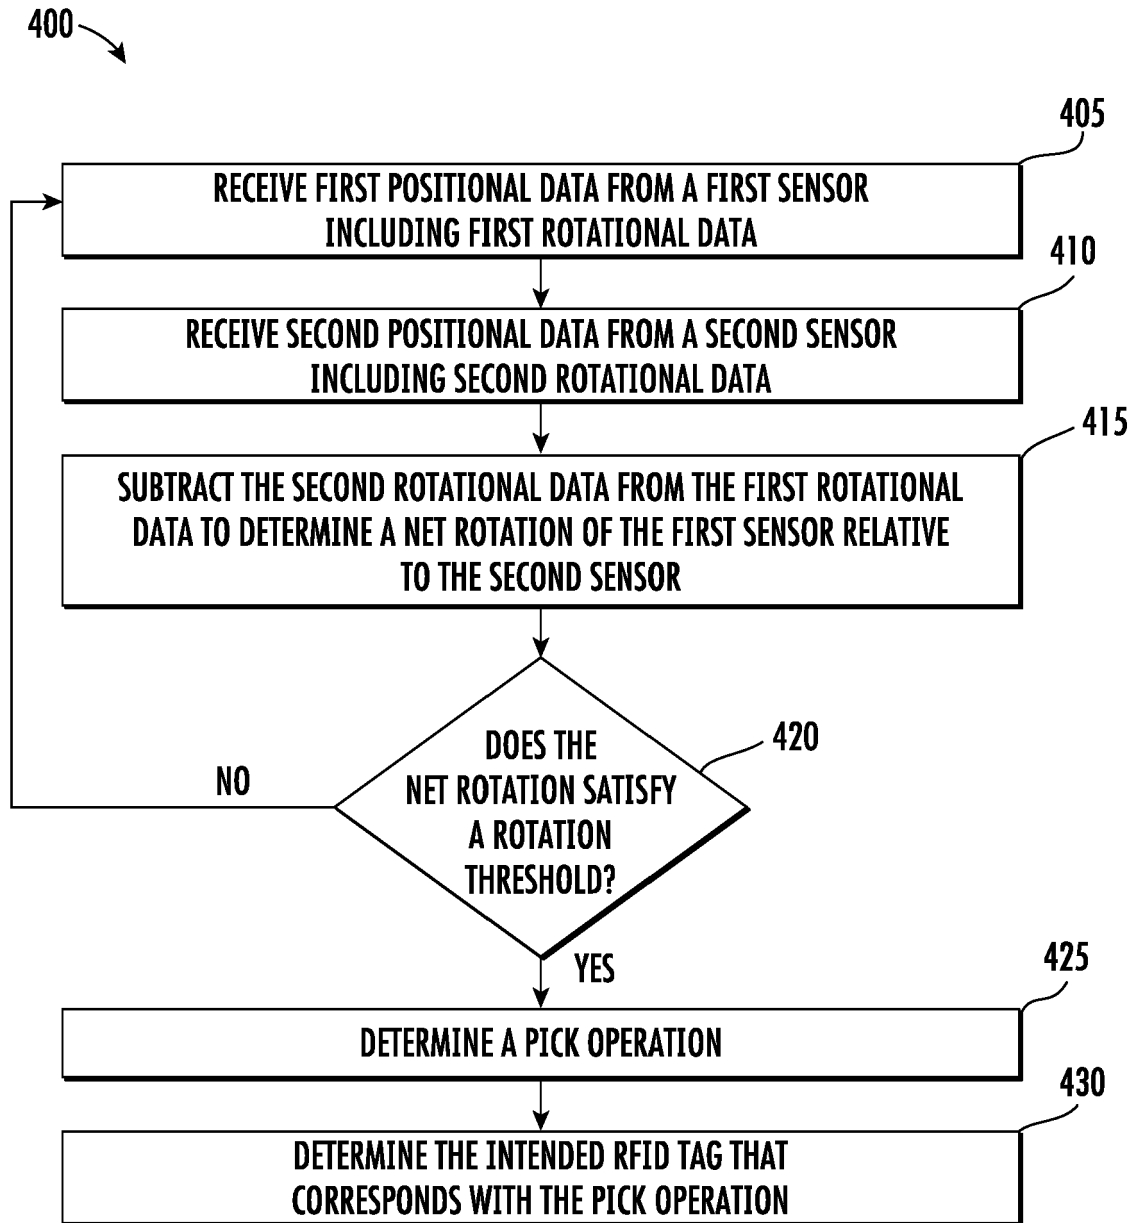 400
405
RECEIVE FIRST POSITIONAL DATA FROM A FIRST SENSOR
INCLUDING FIRST ROTATIONAL DATA
410
RECEIVE SECOND POSITIONAL DATA FROM A SECOND SENSOR
INCLUDING SECOND ROTATIONAL DATA
415
SUBTRACT THE SECOND ROTATIONAL DATA FROM THE FIRST ROTATIONAL
DATA TO DETERMINE A NET ROTATION OF THE FIRST SENSOR RELATIVE
TO THE SECOND SENSOR
420
DOES THE
NET ROTATION SATISFY
A ROTATION
THRESHOLD?
NO
YES
425
DETERMINE A PICK OPERATION
430
DETERMINE THE INTENDED RFID TAG THAT
CORRESPONDS WITH THE PICK OPERATION